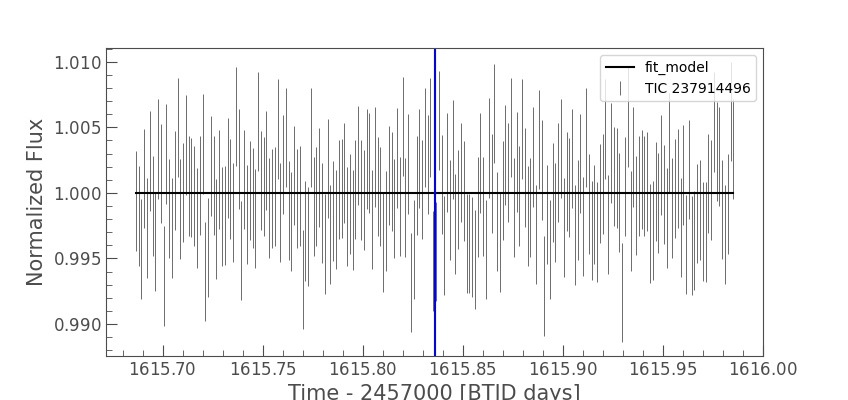 1.010
1.005
1.000
0.995
0.990
Normalized Flux
fit_model
TIC 237914496
1615.70 1615.75 1615.80 1615.85 1615.90 1615.95 1616.00
Time - 2457000 [BTJD days]